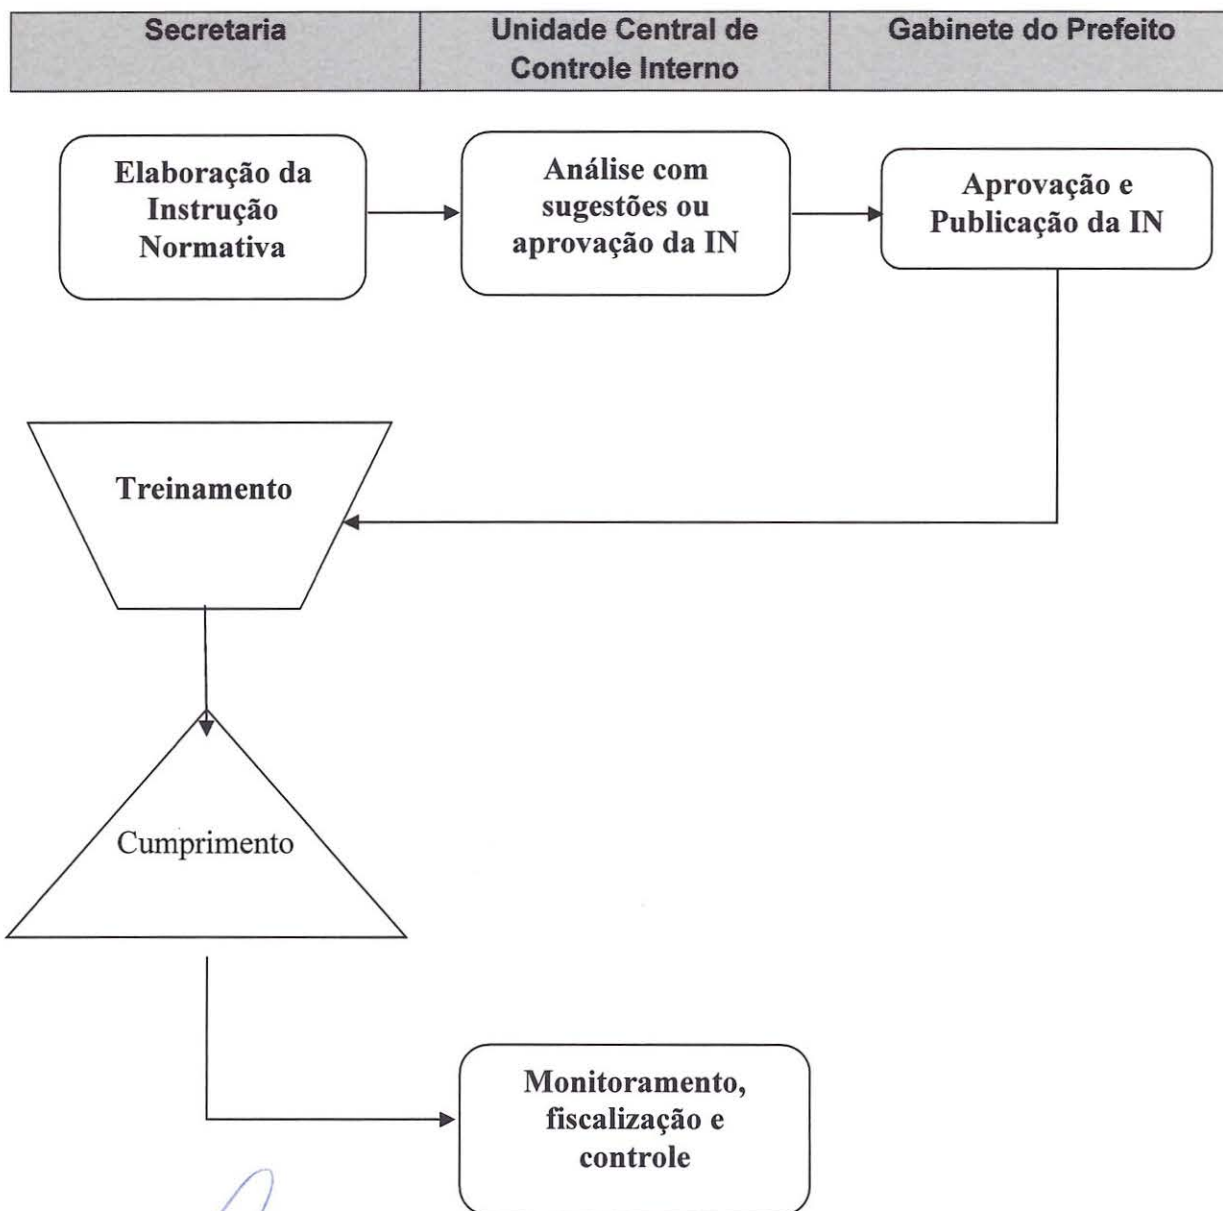 Secretaria
Unidade Central de
Controle Interno
Gabinete do Prefeito
Elaboração da
Instrução
Normativa
Análise com
sugestões ou
aprovação da IN
Aprovação e
Publicação da IN
Treinamento
Cumprimento
Monitoramento,
fiscalização e
controle